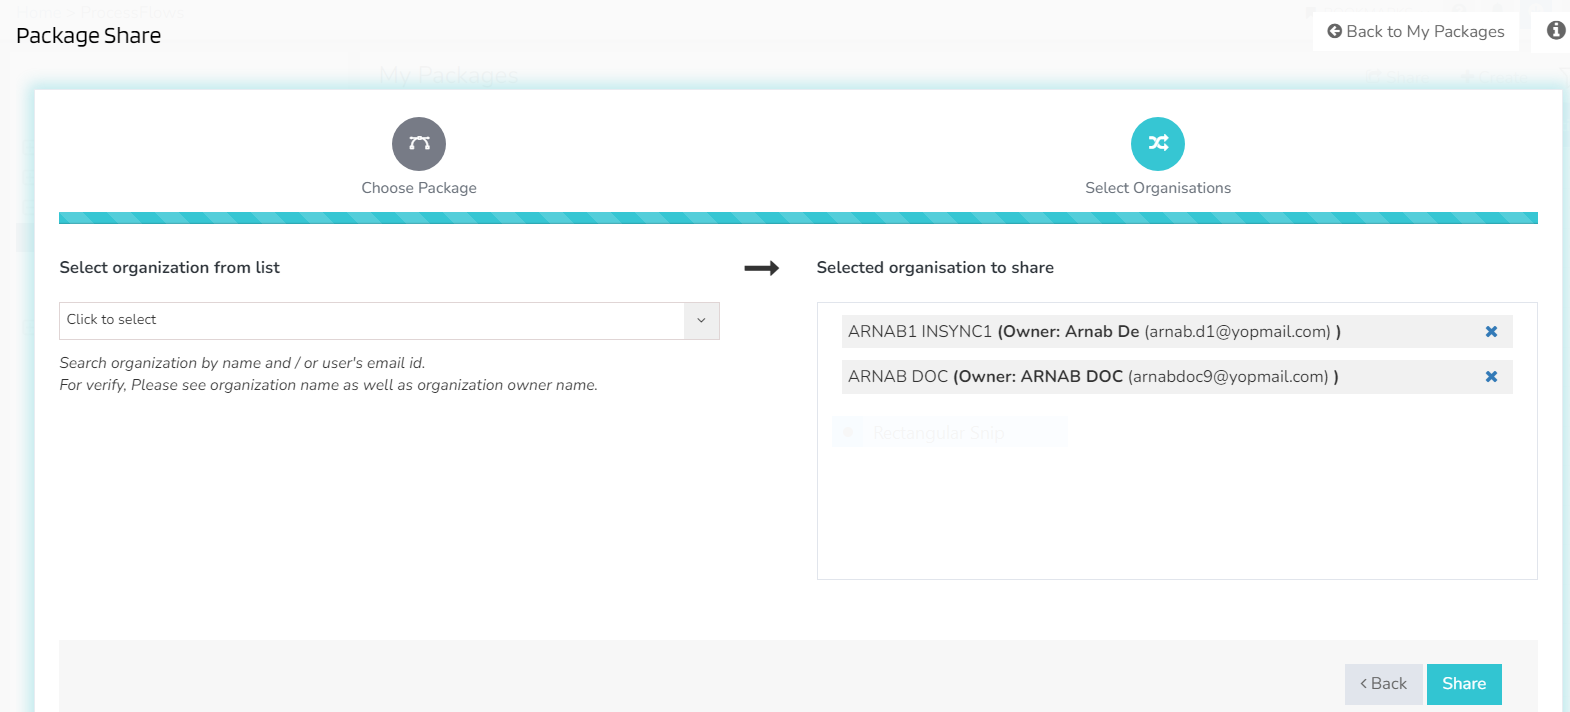 Home > ProcessFlows
Package Share
Back to My Packages
My Packages
Choose Package
Select Organisations
Select organization from list
Selected organisation to share
Click to select
ARNAB1 INSYNC1 (Owner: Arnab De (arnab.d1@yopmail.com) )
Search organization by name and / or user's email id.
For verify, Please see organization name as well as organization owner name.
ARNAB DOC (Owner: ARNAB DOC (arnabdoc9@yopmail.com) )
Rectangular Snip
< Back
Share